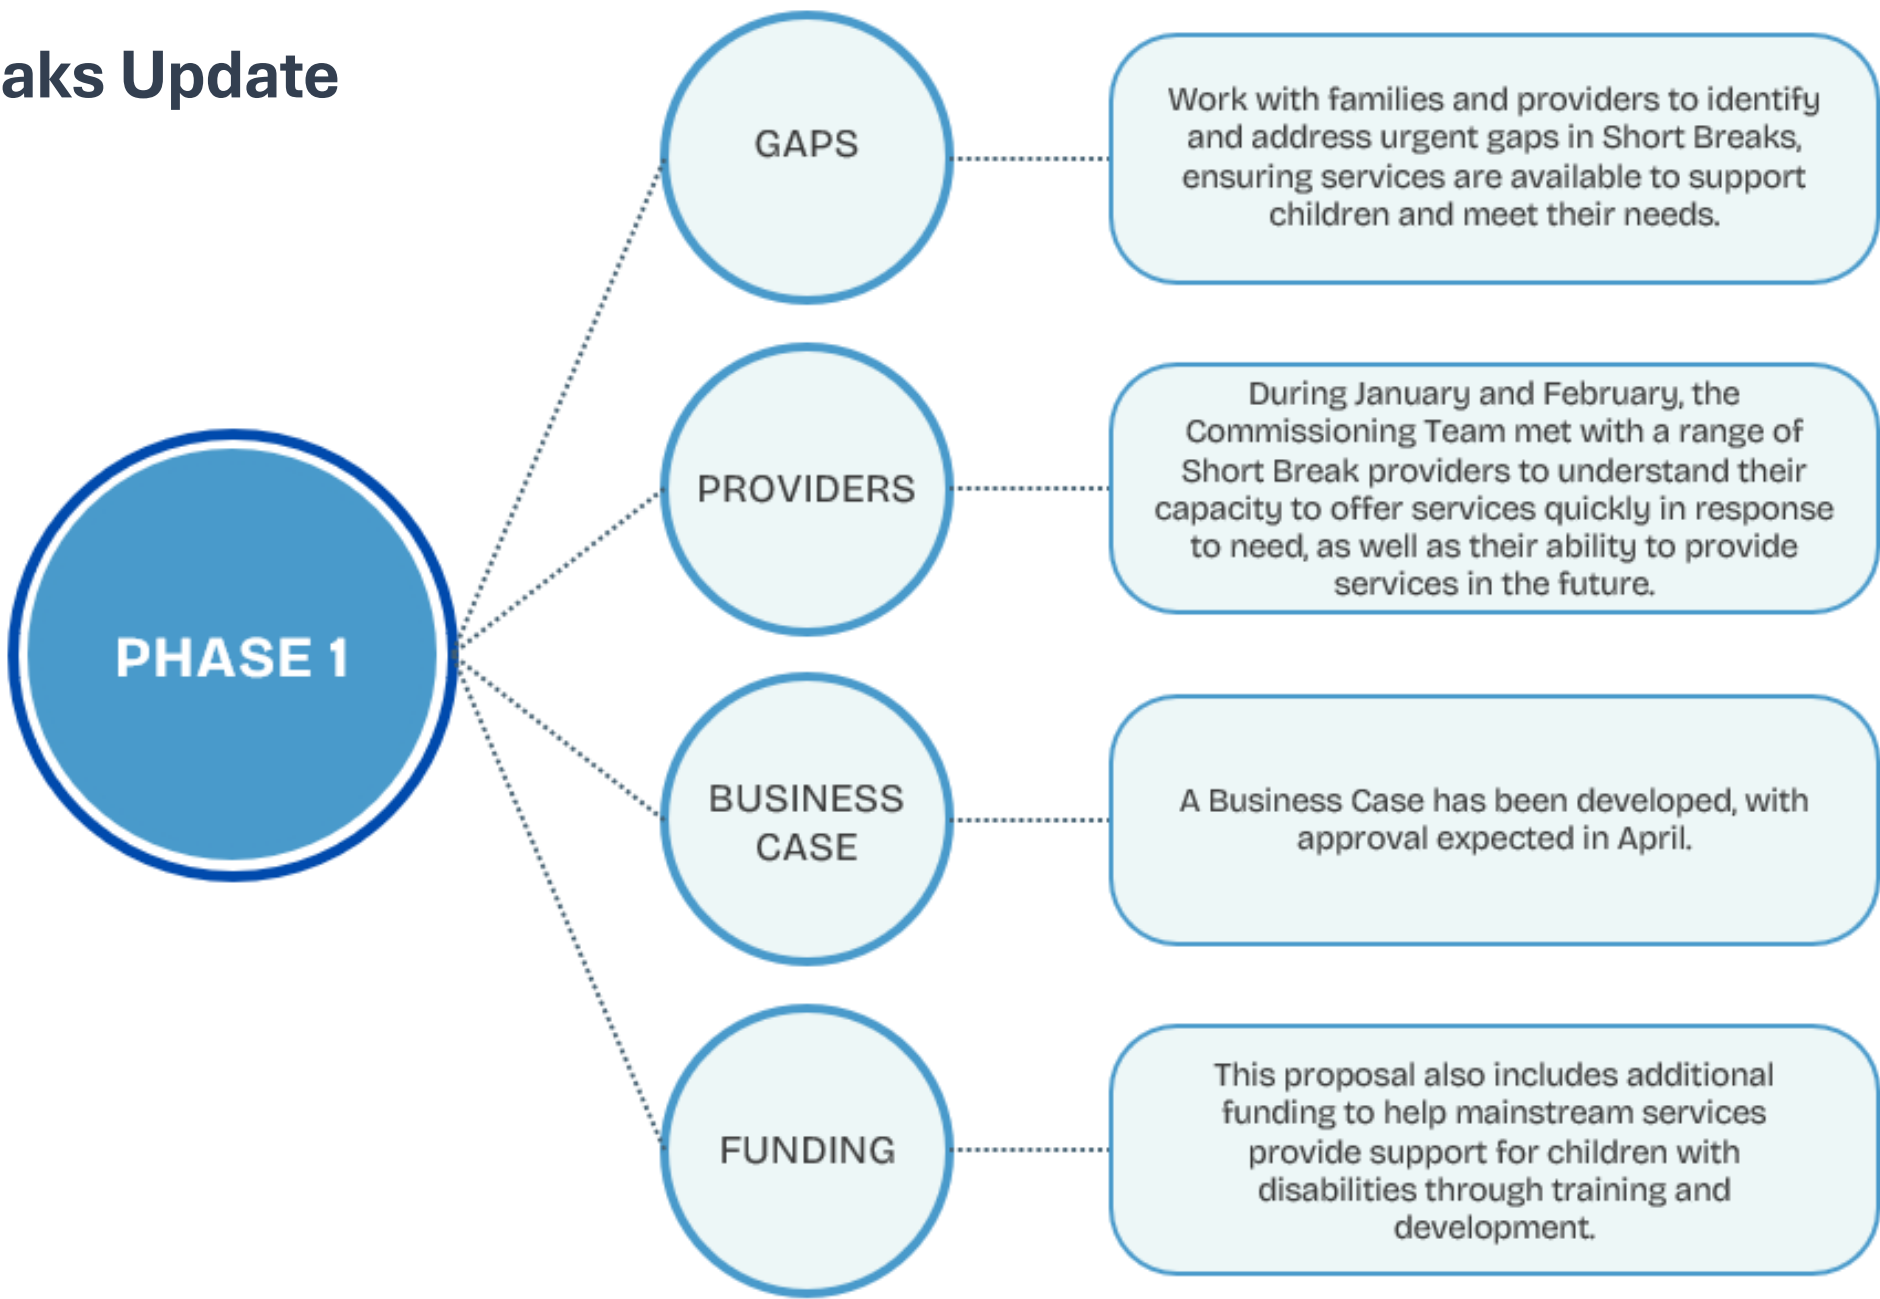 aks Update
PHASE 1
GAPS
Work with families and providers to identify
and address urgent gaps in Short Breaks,
ensuring services are available to support
children and meet their needs.
PROVIDERS
During January and February, the
Commissioning Team met with a range of
Short Break providers to understand their
capacity to offer services quickly in response
to need, as well as their ability to provide
services in the future.
BUSINESS
CASE
A Business Case has been developed, with
approval expected in April.
FUNDING
This proposal also includes additional
funding to help mainstream services
provide support for children with
disabilities through training and
development.